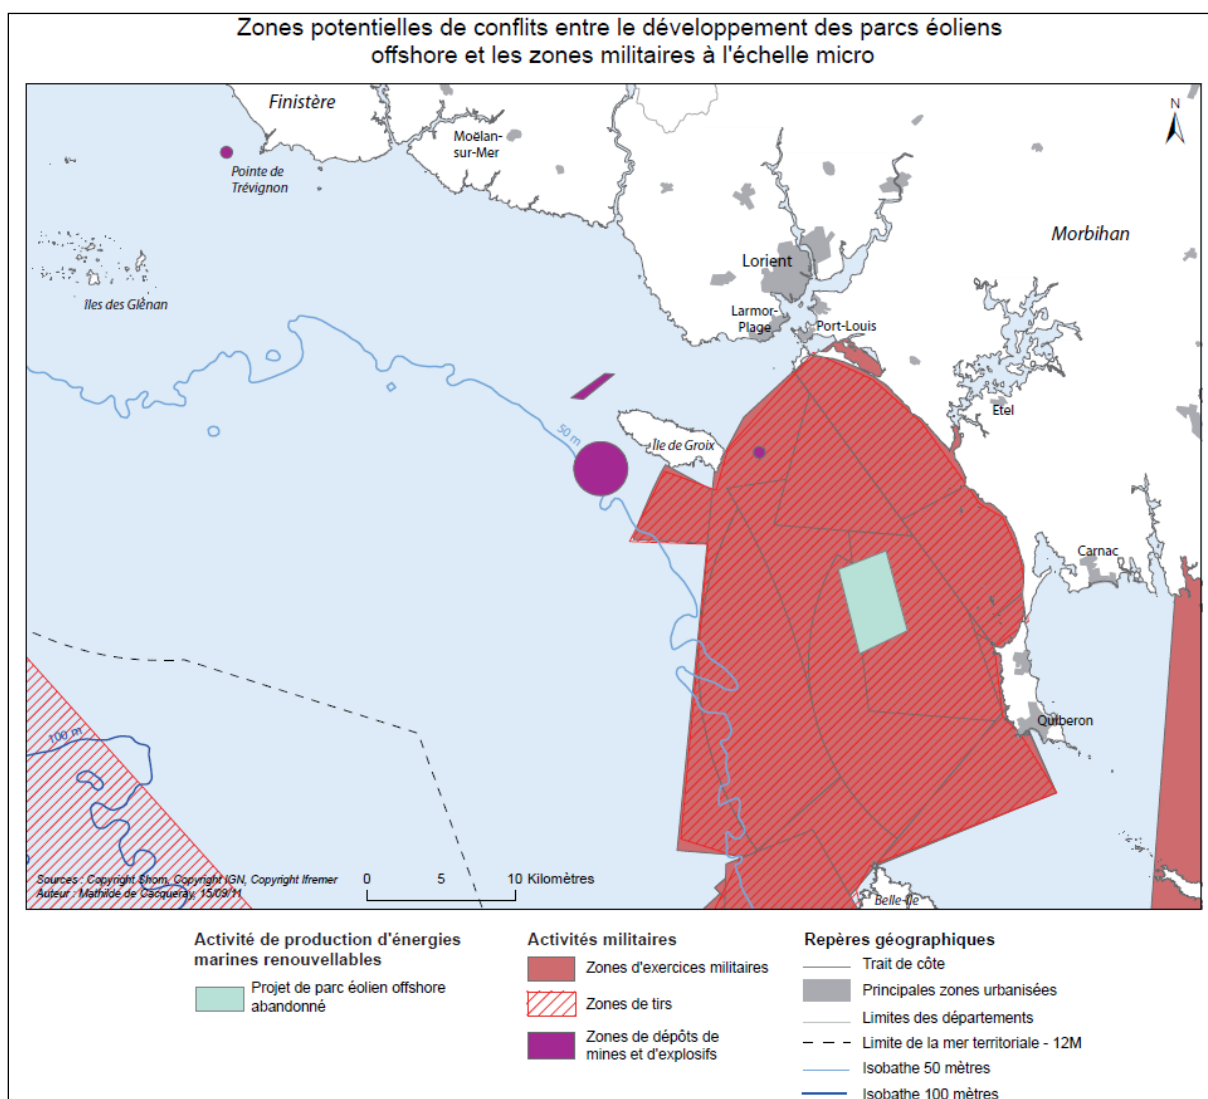 Zones potentielles de conflits entre le développement des parcs éoliens
offshore et les zones militaires à l'échelle micro
Finistère
N
Moëlan-
sur-Mer
Pointe de
Trévignon
Morbihan
Lorient
Iles des Glénan
Larmor-
Plage
Port-Louis
Etel
50 m
Île de Groix
Carnac
Quiberon
100 m
Sources : Copyright Shom, Copyright IGN, Copyright Ifremer
Auteur : Mathilde de Cacqueray, 15/09/11
0 5 10 Kilomètres
Belle-Ile
Activité de production d'énergies
marines renouvellables
Projet de parc éolien offshore
abandonné
Activités militaires
Zones d'exercices militaires
Zones de tirs
Zones de dépôts de
mines et d'explosifs
Repères géographiques
Trait de côte
Principales zones urbanisées
Limites des départements
Limite de la mer territoriale - 12M
Isobathe 50 mètres
Isobathe 100 mètres